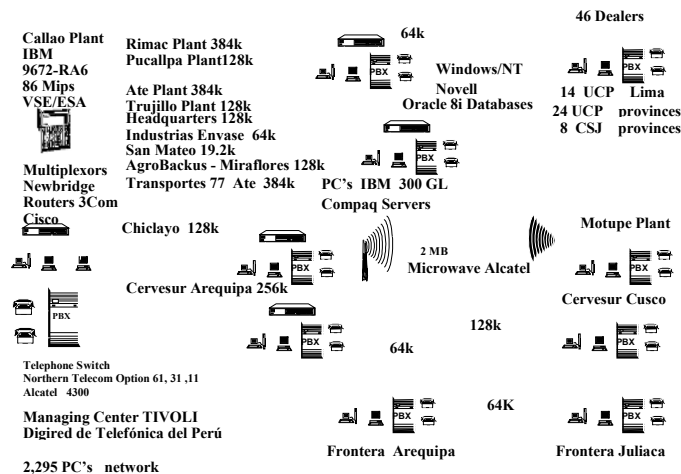 Callao Plant
IBM
9672-RA6
86 Mips
VSE/ESA
Rimac Plant 384k
Pucallpa Plant128k
Ate Plant 384k
Trujillo Plant 128k
Headquarters 128k
Industrias Envase 64k
San Mateo 19.2k
AgroBackus - Miraflores 128k
Transportes 77 Ate 384k
64k
PBX
Windows/NT
Novell
Oracle 8i Databases
PBX
PC's IBM 300 GL
Compaq Servers
46 Dealers
PBX
14 UCP Lima
24 UCP provinces
8 CSJ provinces
Multiplexors
Newbridge
Routers 3Com
Cisco
PBX
Chiclayo 128k
PBX
Cervesur Arequipa 256k
PBX
2 MB
Microwave Alcatel
Motupe Plant
PBX
Cervesur Cusco
128k
PBX
64k
Telephone Switch
Northern Telecom Option 61, 31 ,11
Alcatel 4300
Managing Center TIVOLI
Digired de Telefónica del Perú
2,295 PC's network
PBX
Frontera Arequipa
64K
PBX
Frontera Juliaca